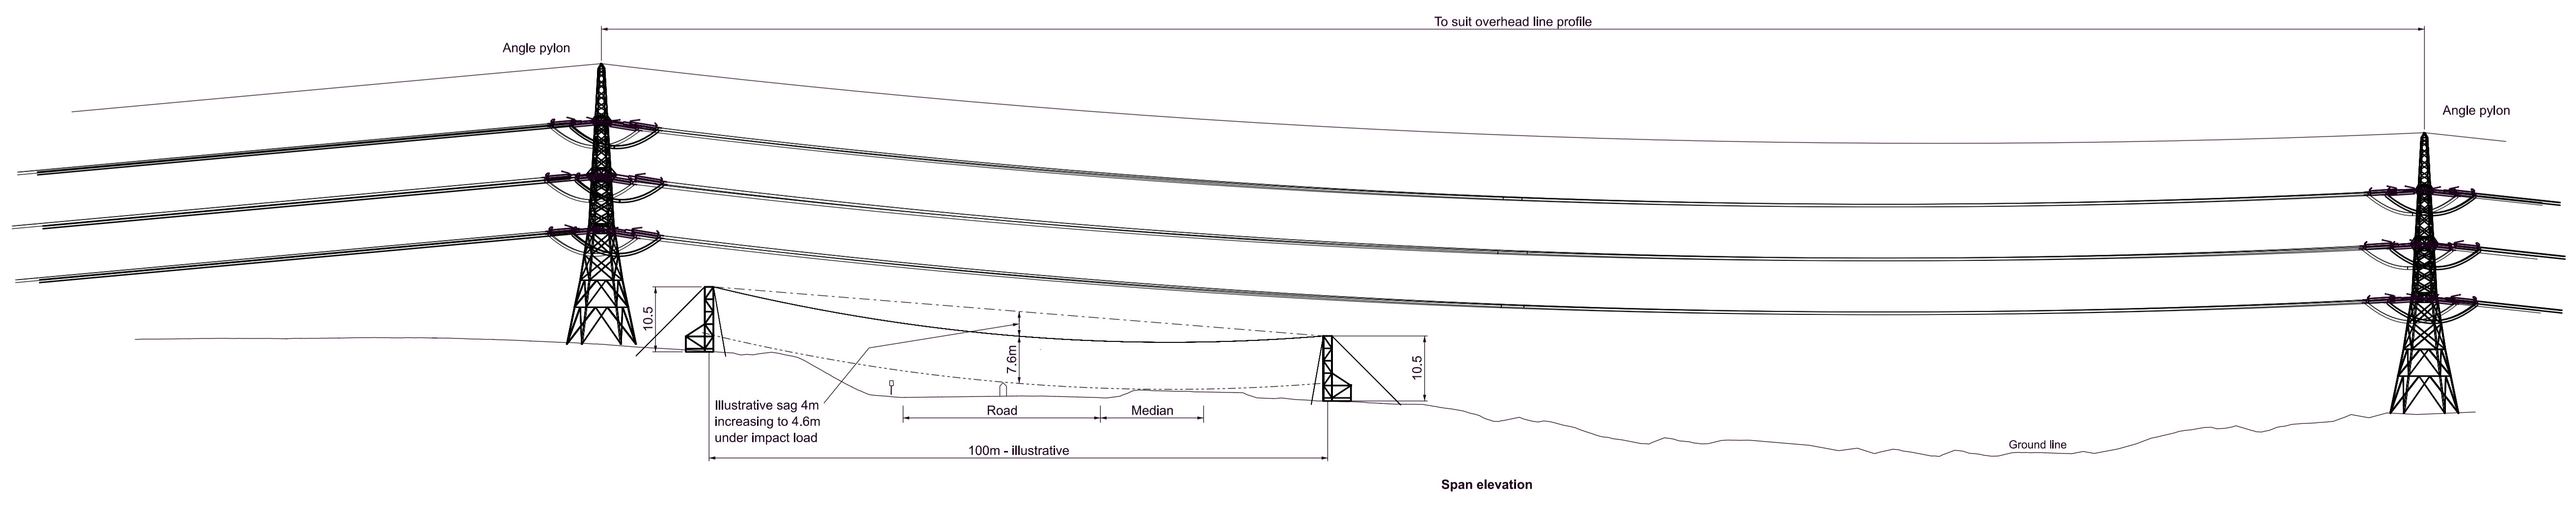 To suit overhead line profile
Angle pylon
Angle pylon
10.5
7.6m
10.5
Illustrative sag 4m
increasing to 4.6m
under impact load
Road
Median
100m - illustrative
Ground line
Span elevation